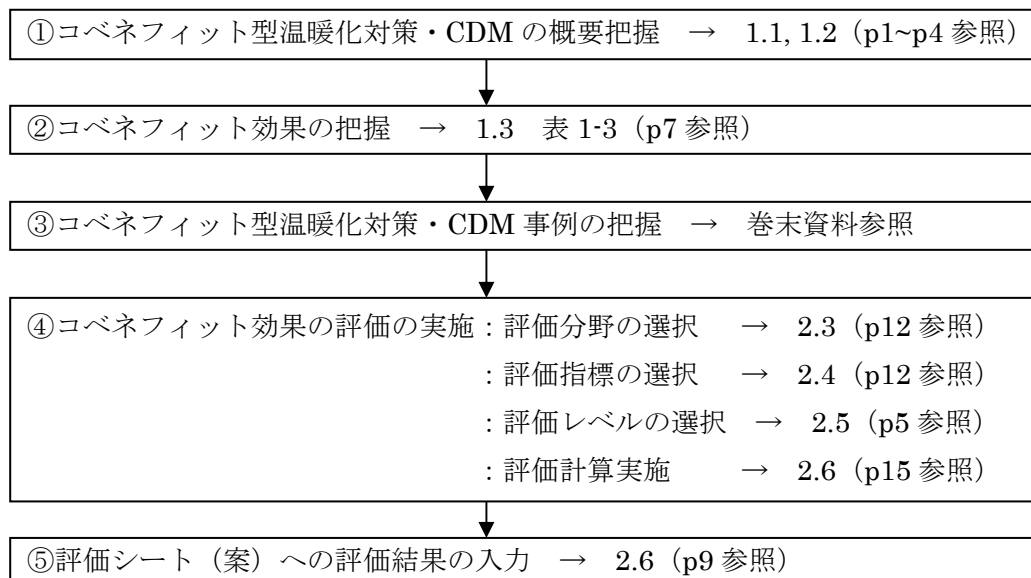 ①コベネフィット型温暖化対策・CDM の概要把握 → 1.1, 1.2（p1~p4 参照）
②コベネフィット効果の把握 → 1.3 表 1-3（p7 参照）
③コベネフィット型温暖化対策・CDM 事例の把握 → 巻末資料参照
④コベネフィット効果の評価の実施：評価分野の選択 → 2.3（p12 参照）
：評価指標の選択 → 2.4（p12 参照）
：評価レベルの選択 → 2.5（p5 参照）
：評価計算実施 → 2.6（p15 参照）
⑤評価シート（案）への評価結果の入力 → 2.6（p9 参照）